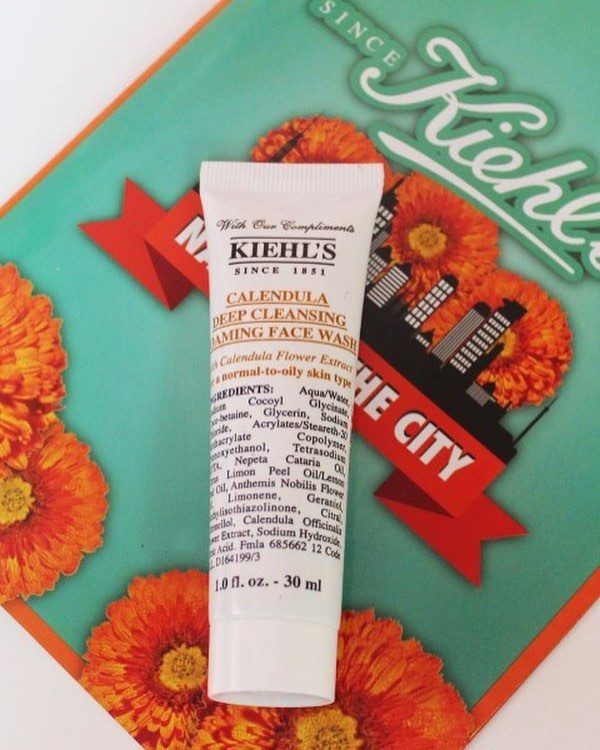 SINCE
Kiehl's
THE CITY
With Our Compliments
KIEHL'S
SINCE 1851
CALENDULA
DEEP CLEANSING
FACE WASH
Calendula Flower Extract
a normal-to-oily skin type
Aqua/Water,
Cocoyl Glycinate,
Glycerin, Sodium
Acrylates/Steareth-20
Copolymer,
Tetrasodium
Nepeta Cataria Oil,
Limon Peel Oil/Lemon
Oil, Anthemis Nobilis Flower
Limonene, Geraniol,
Citral,
Calendula Officinalis
Extract, Sodium Hydroxide,
Acid. Fmla 685662 12 Code
D164199/3
1.0 fl. oz. - 30 ml